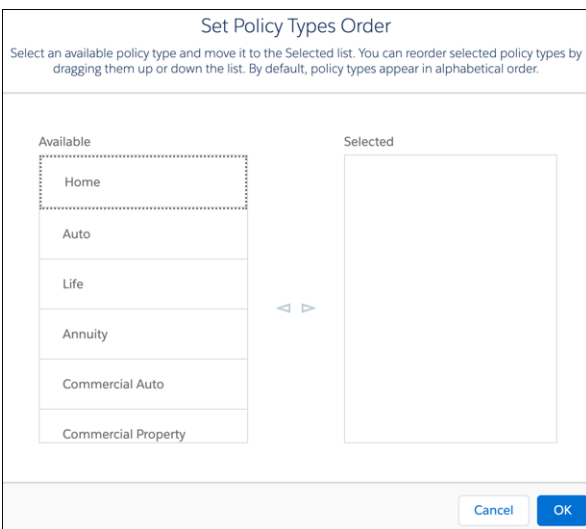 Set Policy Types Order
Select an available policy type and move it to the Selected list. You can reorder selected policy types by
dragging them up or down the list. By default, policy types appear in alphabetical order.
Available
Selected
Home
Auto
Life
Annuity
Commercial Auto
Commercial Property
Cancel
OK